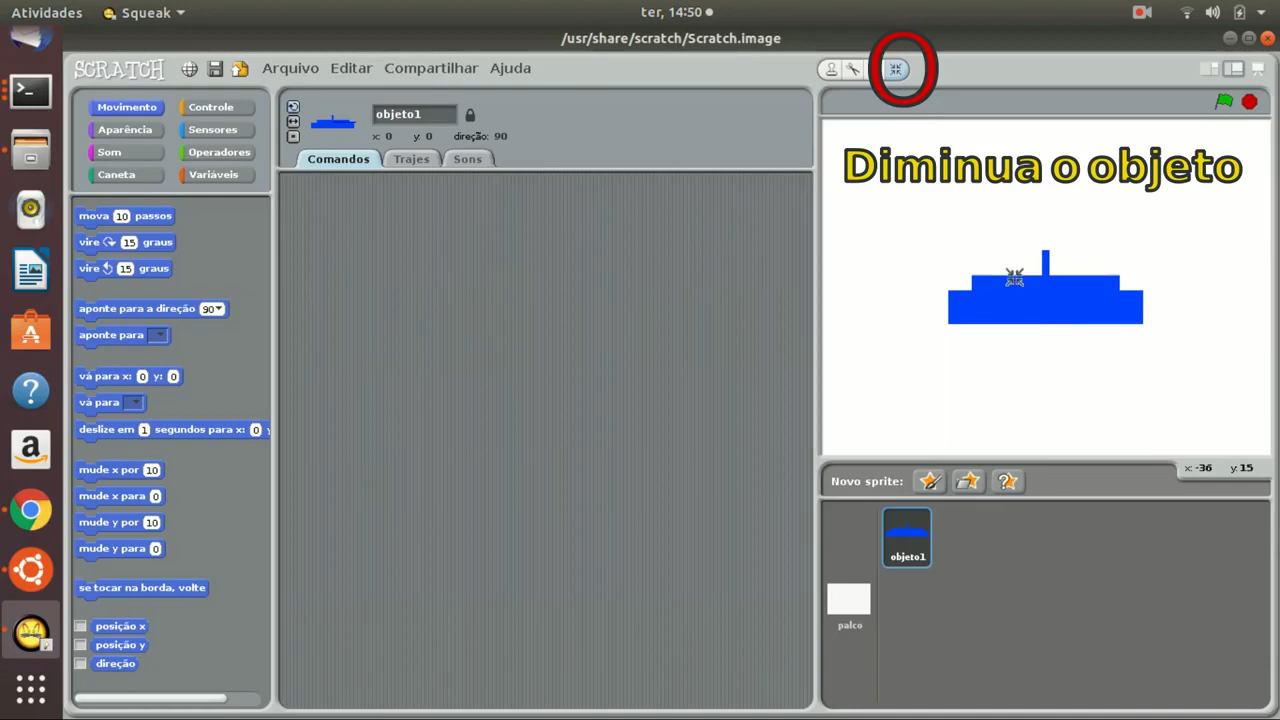 Atividades
Squeak
ter, 14:50
/usr/share/scratch/Scratch.image
SCRATCH
Arquivo Editar Compartilhar Ajuda
Movimento
Controle
Aparência
Sensores
Som
Operadores
Caneta
Variáveis
mova 10 passos
vire 15 graus
vire 15 graus
aponte para a direção 90
aponte para
vá para x: 0 y: 0
vá para
deslize em 1 segundos para x: 0
mude x por 10
mude x para 0
mude y por 10
mude y para 0
se tocar na borda, volte
posição x
posição y
direção
objeto1
x: 0 y: 0 direção: 90
Comandos Trajes Sons
Diminua o objeto
x: -36 y: 15
Novo sprite:
objeto1
palco